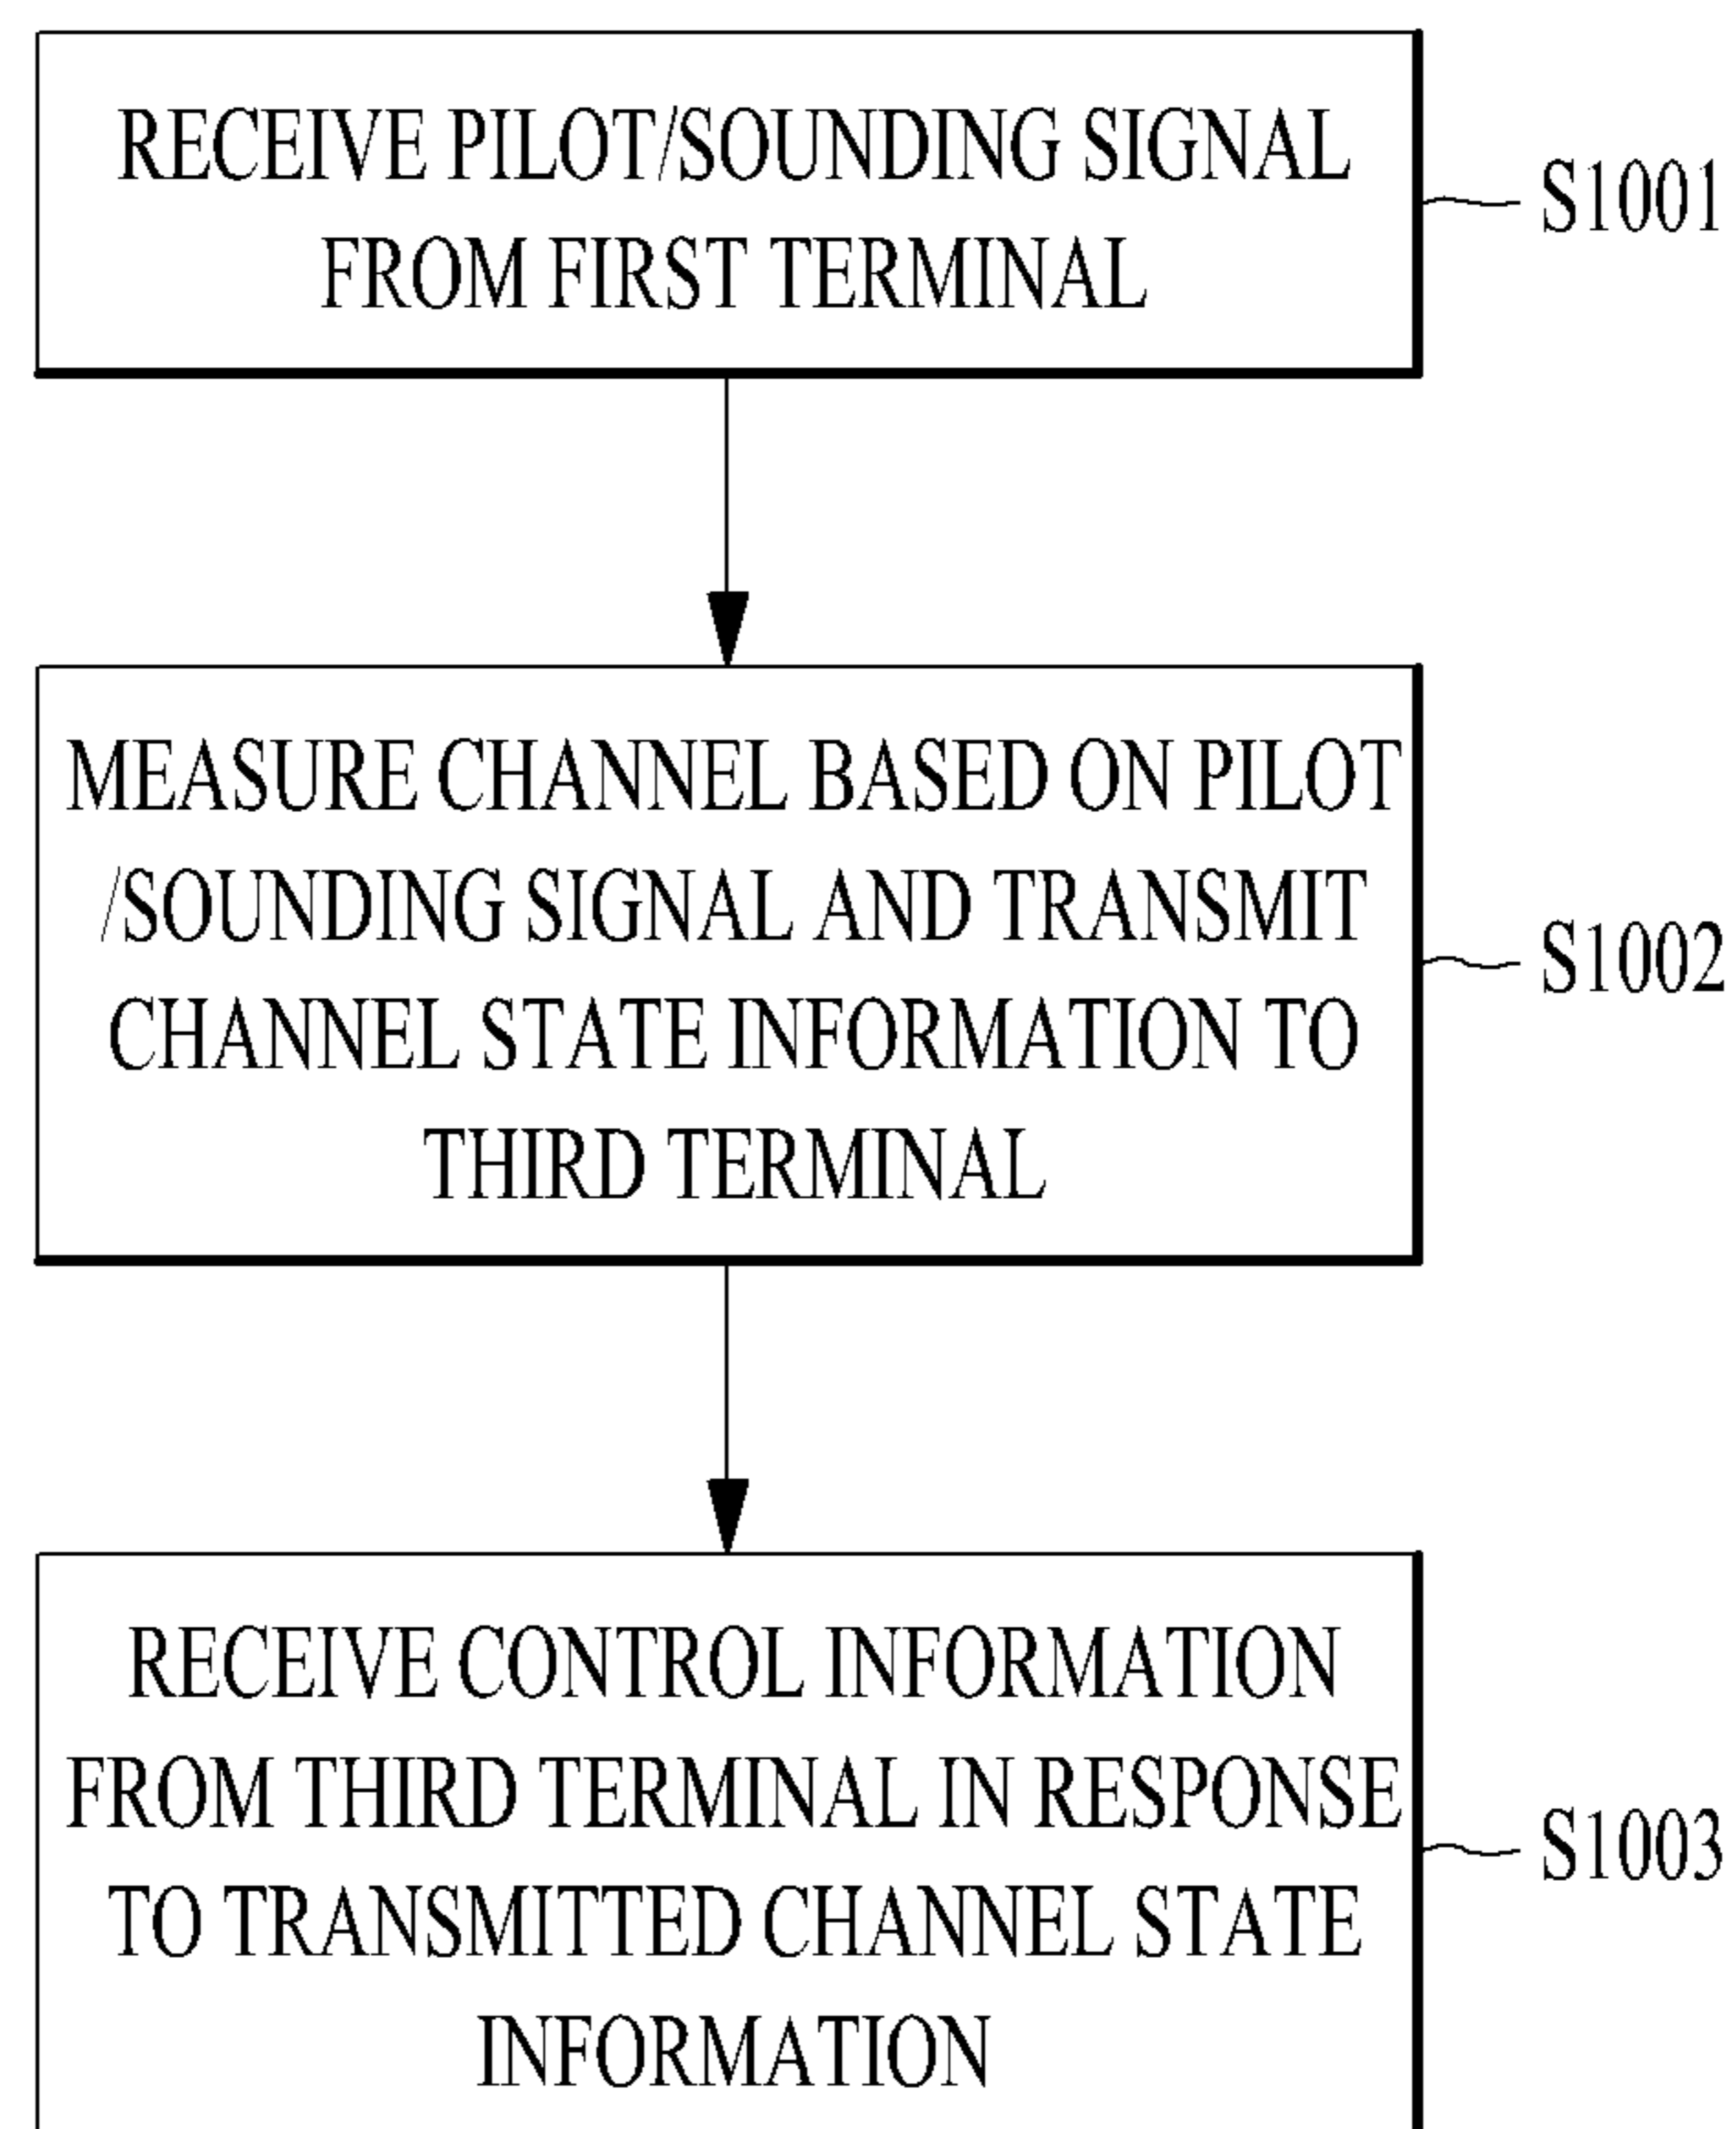 RECEIVE PILOT/SOUNDING SIGNAL
FROM FIRST TERMINAL
S1001
MEASURE CHANNEL BASED ON PILOT
/SOUNDING SIGNAL AND TRANSMIT
CHANNEL STATE INFORMATION TO
THIRD TERMINAL
S1002
RECEIVE CONTROL INFORMATION
FROM THIRD TERMINAL IN RESPONSE
TO TRANSMITTED CHANNEL STATE
INFORMATION
S1003